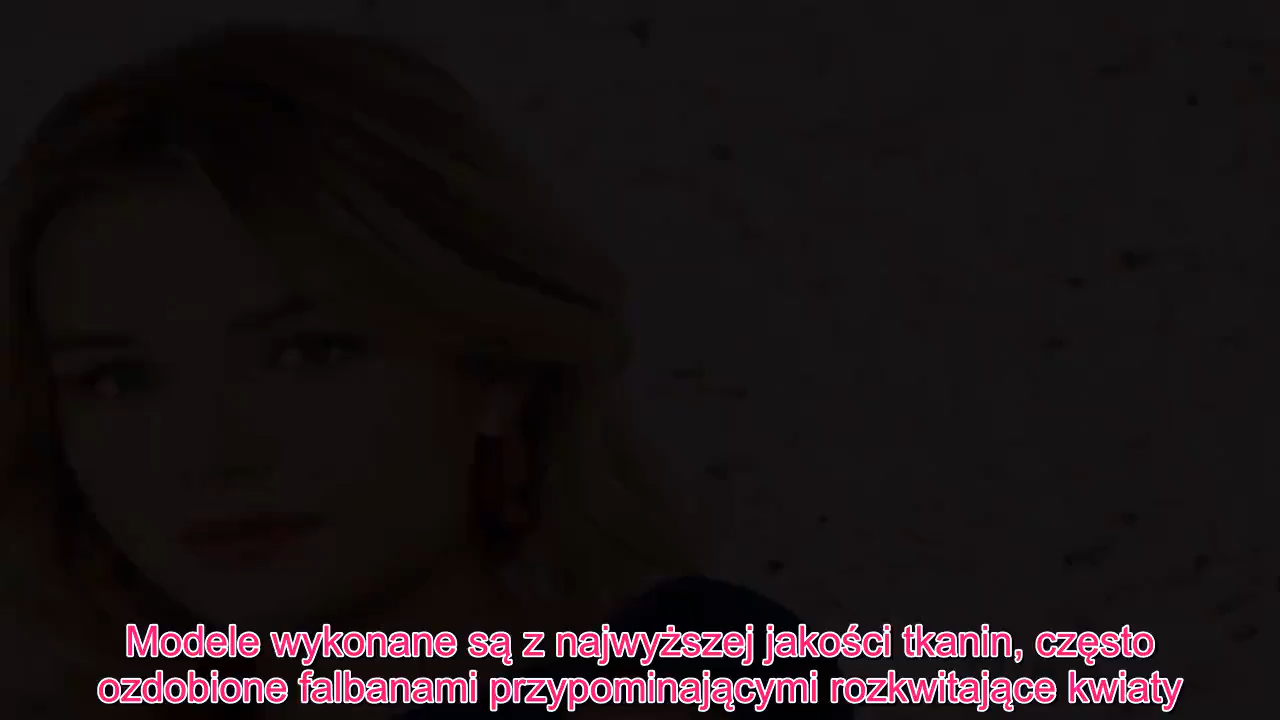 Modele wykonane są z najwyższej jakości tkanin, często
ozdobione falbanami przypominającymi rozkwitające kwiaty